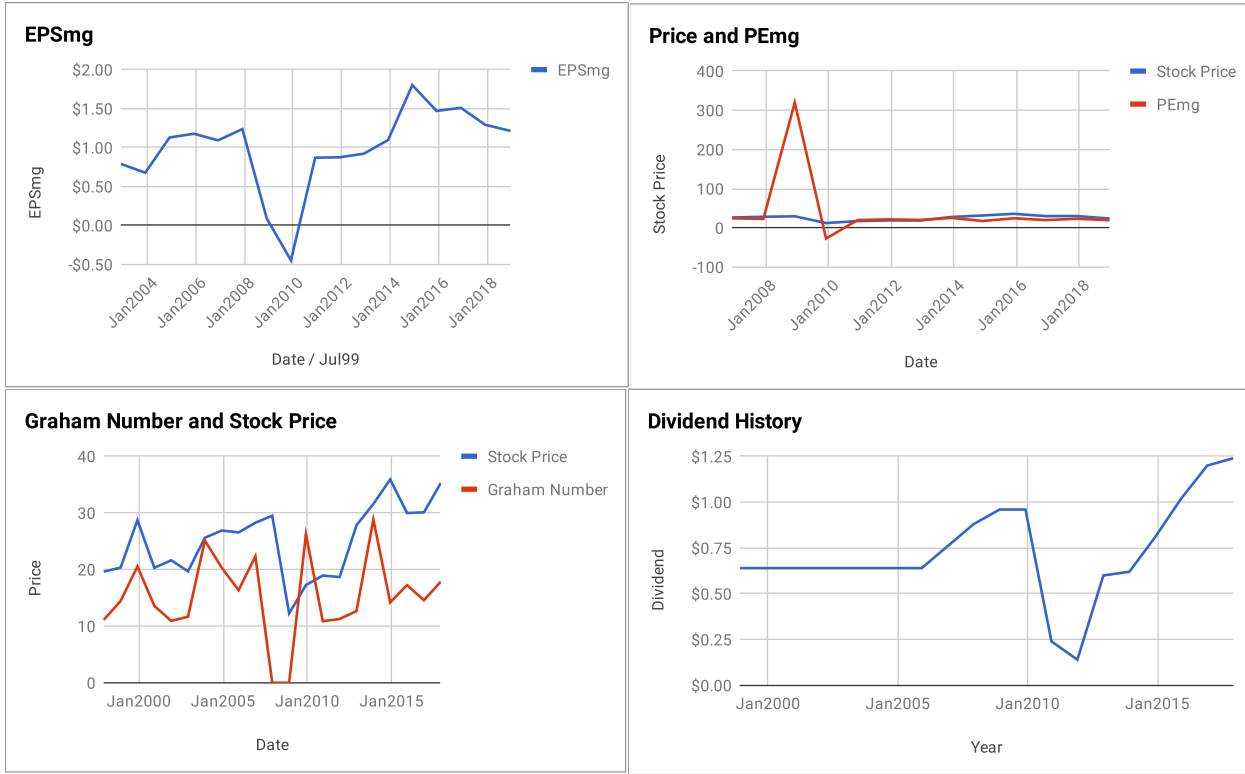 EPSmg
EPSmg
$2.00
$1.50
$1.00
$0.50
$0.00
-$0.50
EPSmg
Jan2004
Jan2006
Jan2008
Jan2010
Jan2012
Jan2014
Jan2016
Jan2018
Date / Jul99
Price and PEmg
Stock Price
PEmg
400
300
200
100
0
-100
Stock Price
Jan2008
Jan2010
Jan2012
Jan2014
Jan2016
Jan2018
Date
Graham Number and Stock Price
Stock Price
Graham Number
40
30
20
10
0
Price
Jan2000
Jan2005
Jan2010
Jan2015
Date
Dividend History
$1.25
$1.00
$0.75
$0.50
$0.25
$0.00
Dividend
Jan2000
Jan2005
Jan2010
Jan2015
Year